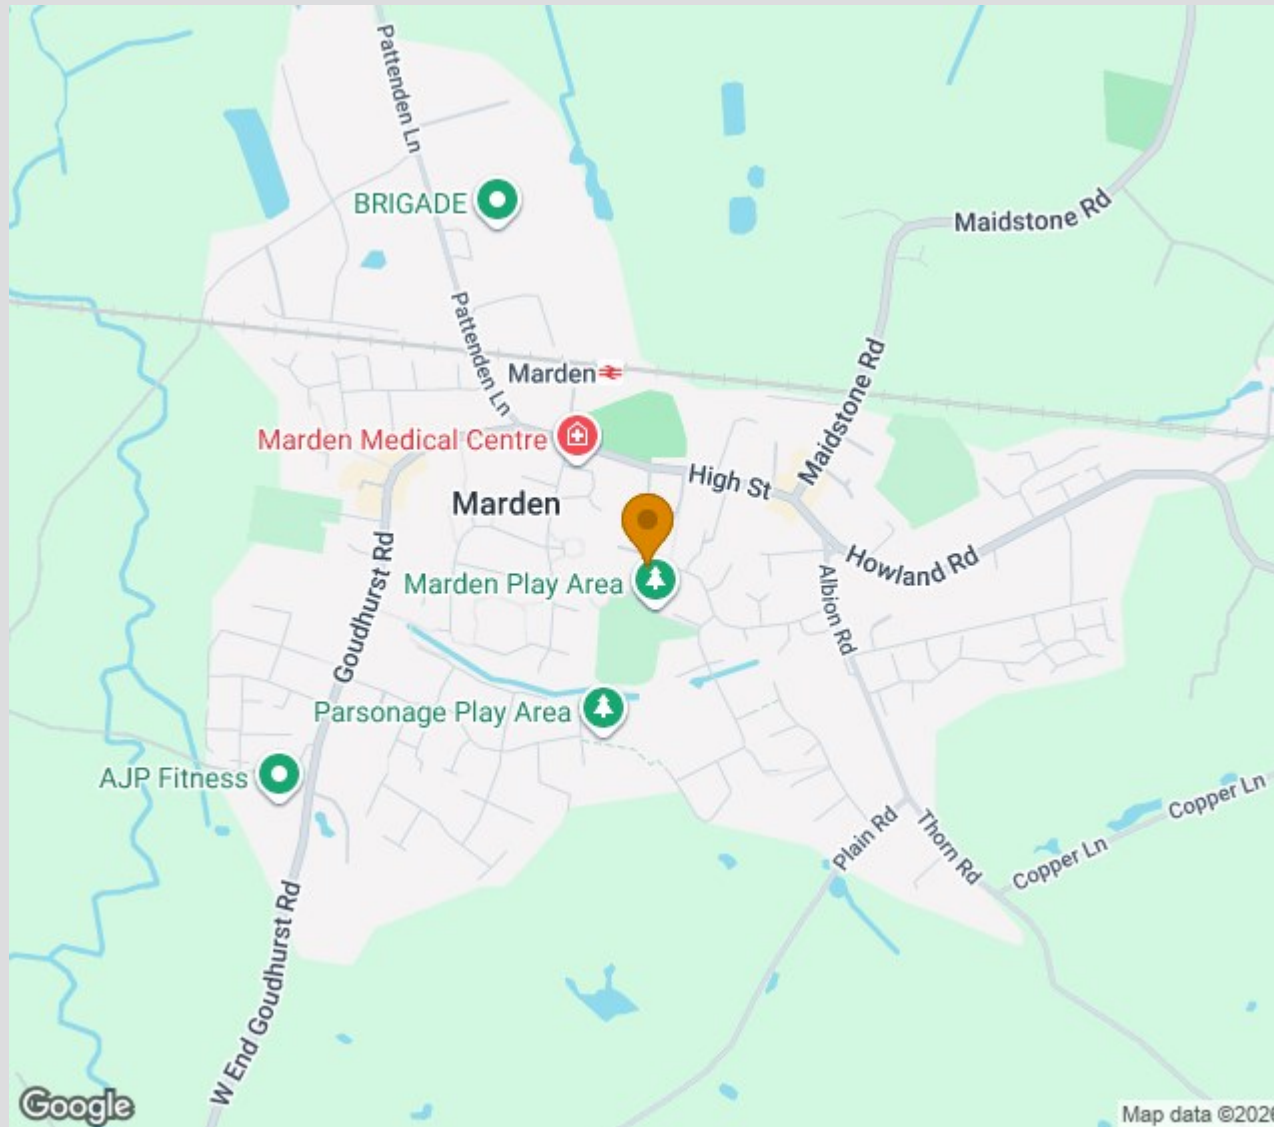 Pattenden Ln
BRIGADE
Maidstone Rd
Pattenden Ln
Marden
Maidstone Rd
Marden Medical Centre
High St
Marden
Howland Rd
Marden Play Area
Albion Rd
Goudhurst Rd
Parsonage Play Area
AJP Fitness
Copper Ln
Plain Rd
Thorn Rd
Copper Ln
W End Goudhurst Rd
Google
Map data ©2026